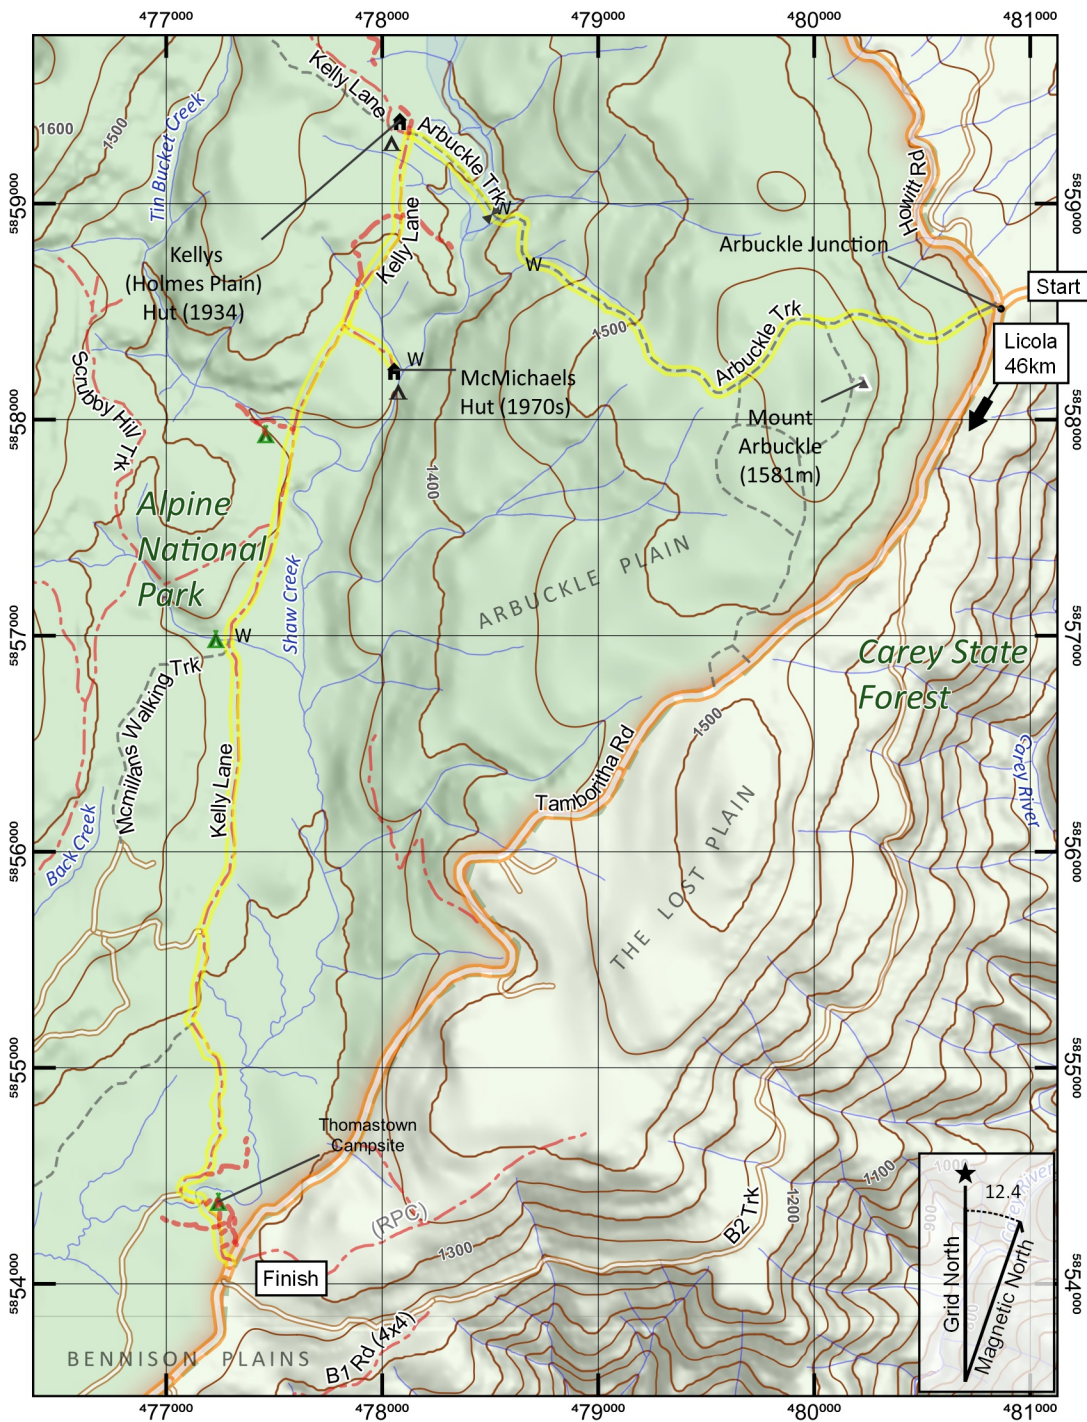 477000
478000
479000
480000
481000
1600
1500
Tin Bucket Creek
Kelly Lane
Arbuckle Trk
W
W
Howitt Rd
5859000
5859000
Kellys
(Holmes Plain)
Hut (1934)
Kelly Lane
Arbuckle Junction
Start
Licola
46km
1500
Arbuckle Trk
W
McMichaels
Hut (1970s)
Mount
Arbuckle
(1581m)
Scrubby Hill Trk
5858000
5858000
1400
Alpine
National
Park
ARBUCKLE PLAIN
Shaw Creek
5857000
5857000
W
Mcmillans Walking Trk
Carey State
Forest
1500
Tamboritha Rd
Kelly Lane
Carey River
Back Creek
5856000
5856000
THE LOST PLAIN
5855000
5855000
Thomastown
Campsite
1100
1000
(RPC)
1300
B2 Trk
1200
900
Carey River
12.4
Grid North
Magnetic North
5854000
5854000
Finish
B1 Rd (4x4)
BENNISON PLAINS
477000
478000
479000
480000
481000